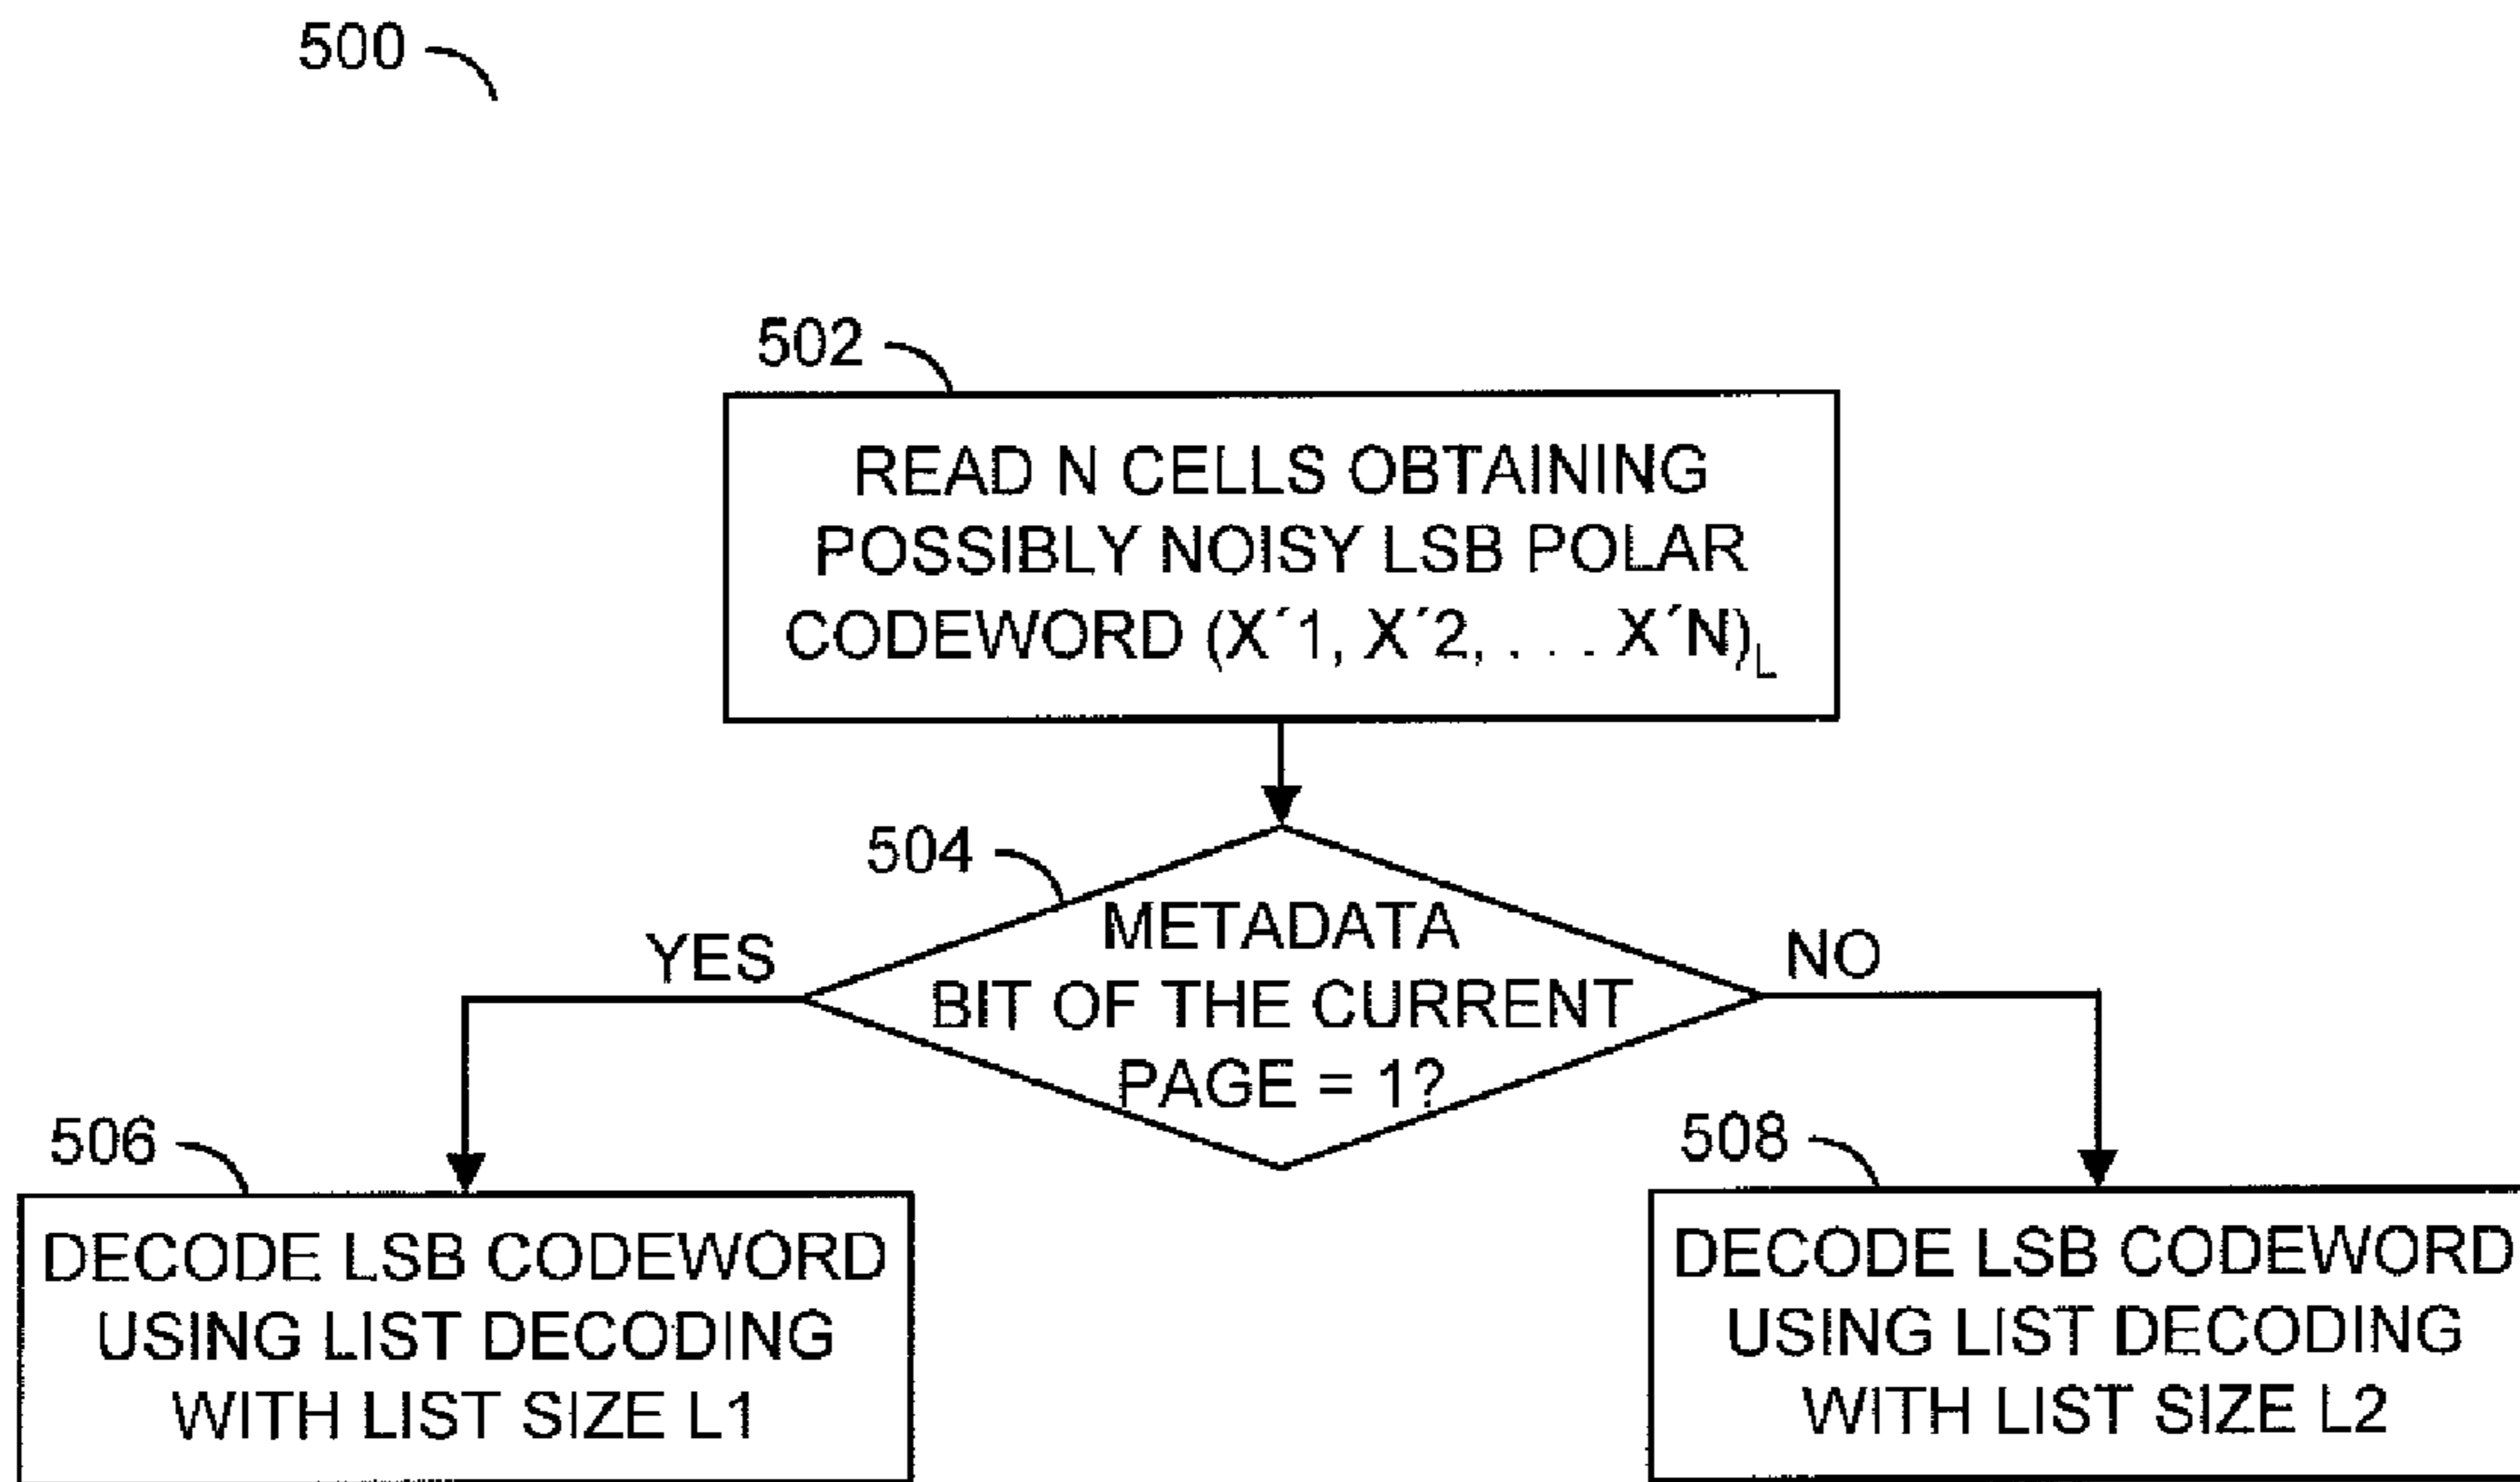 500
502
READ N CELLS OBTAINING
POSSIBLY NOISY LSB POLAR
CODEWORD (X´1, X´2, . . . X´N)L
504
METADATA
BIT OF THE CURRENT
PAGE = 1?
YES
NO
506
DECODE LSB CODEWORD
USING LIST DECODING
WITH LIST SIZE L1
508
DECODE LSB CODEWORD
USING LIST DECODING
WITH LIST SIZE L2